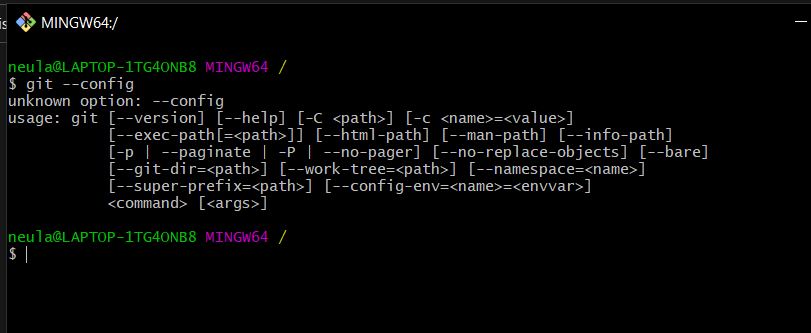 is
MINGW64:/
neula@LAPTOP-1TG4ONB8 MINGW64 /
$ git --config
unknown option: --config
usage: git [--version] [--help] [-C <path>] [-c <name>=<value>]
           [--exec-path[=<path>]] [--html-path] [--man-path] [--info-path]
           [-p | --paginate | -P | --no-pager] [--no-replace-objects] [--bare]
           [--git-dir=<path>] [--work-tree=<path>] [--namespace=<name>]
           [--super-prefix=<path>] [--config-env=<name>=<envvar>]
           <command> [<args>]
neula@LAPTOP-1TG4ONB8 MINGW64 /
$